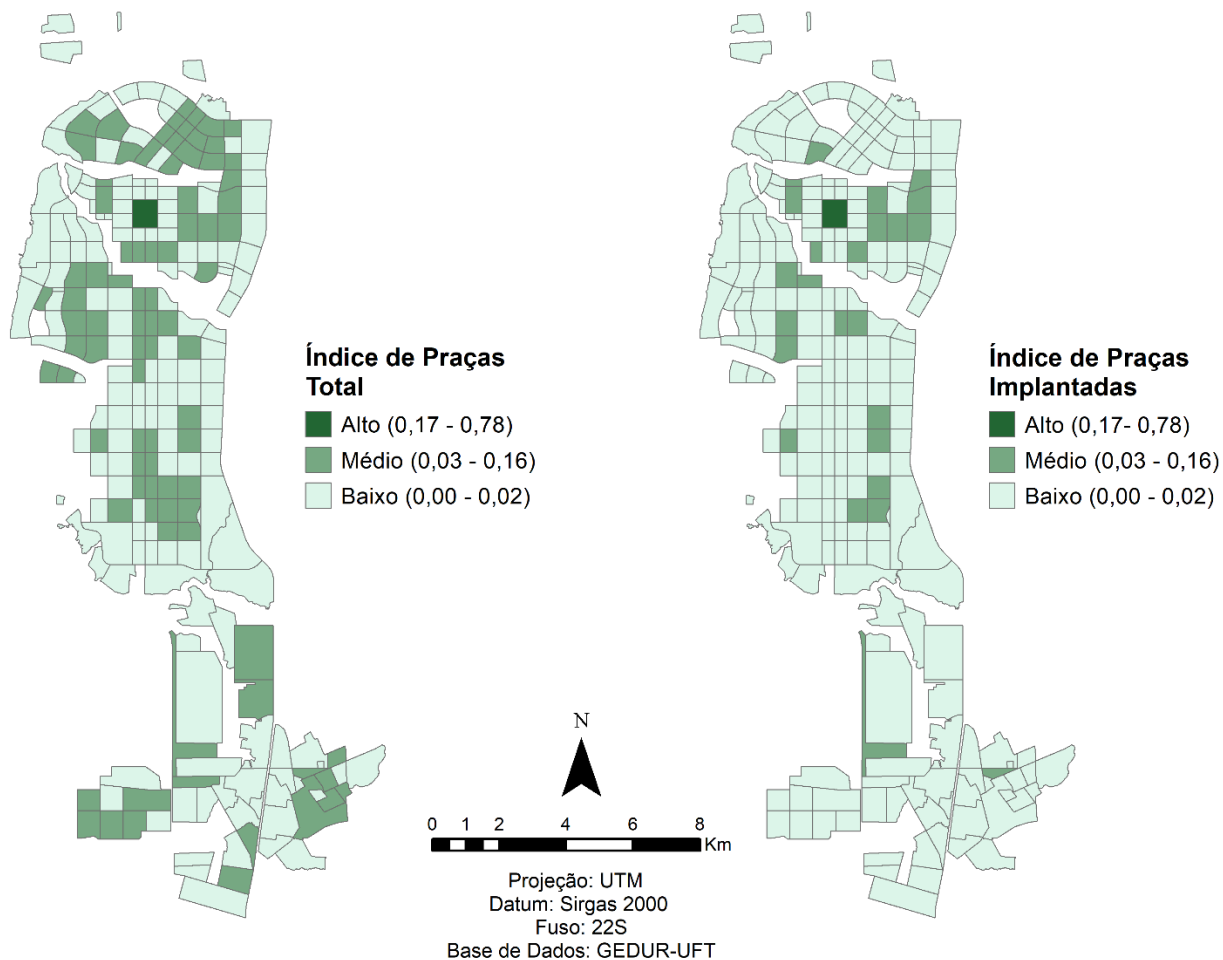 Índice de Praças
Total
Alto (0,17 - 0,78)
Médio (0,03 - 0,16)
Baixo (0,00 - 0,02)
Índice de Praças
Implantadas
Alto (0,17- 0,78)
Médio (0,03 - 0,16)
Baixo (0,00 - 0,02)
N
0 1 2 4 6 8
Km
Projeção: UTM
Datum: Sirgas 2000
Fuso: 22S
Base de Dados: GEDUR-UFT